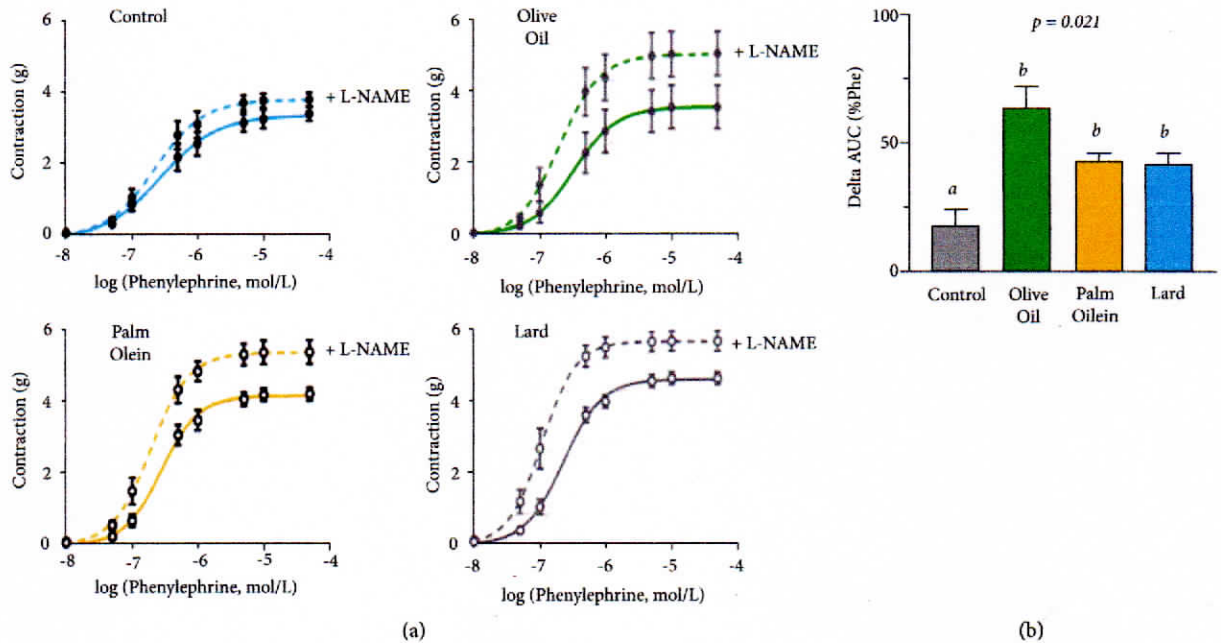 Control
6
4
2
0
Contraction (g)
+ L-NAME
-8 -7 -6 -5 -4
log (Phenylephrine, mol/L)
Olive
Oil
6
4
2
0
Contraction (g)
+ L-NAME
-8 -7 -6 -5 -4
log (Phenylephrine, mol/L)
Palm
Olein
6
4
2
0
Contraction (g)
+ L-NAME
-8 -7 -6 -5 -4
log (Phenylephrine, mol/L)
Lard
6
4
2
0
Contraction (g)
+ L-NAME
-8 -7 -6 -5 -4
log (Phenylephrine, mol/L)
(a)
p = 0.021
100
50
0
Delta AUC (%Phe)
a b b b
Control Olive Palm Lard
Oil Oilein
(b)